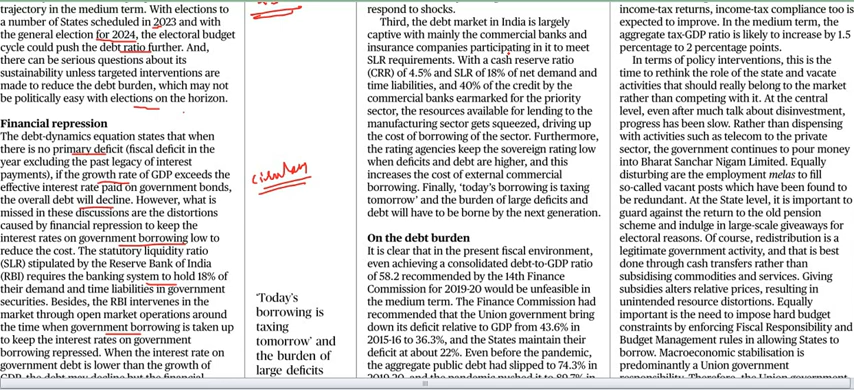 trajectory in the medium term. With elections to
a number of States scheduled in 2023 and with
the general election for 2024, the electoral budget
cycle could push the debt ratio further. And,
there can be serious questions about its
sustainability unless targeted interventions are
made to reduce the debt burden, which may not
be politically easy with elections on the horizon.
Financial repression
The debt-dynamics equation states that when
there is no primary deficit (fiscal deficit in the
year excluding the past legacy of interest
payments), if the growth rate of GDP exceeds the
effective interest rate paid on government bonds,
the overall debt will decline. However, what is
missed in these discussions are the distortions
caused by financial repression to keep the
interest rates on government borrowing low to
reduce the cost. The statutory liquidity ratio
(SLR) stipulated by the Reserve Bank of India
(RBI) requires the banking system to hold 18% of
their demand and time liabilities in government
securities. Besides, the RBI intervenes in the
market through open market operations around
the time when government borrowing is taken up
to keep the interest rates on government
borrowing repressed. When the interest rate on
government debt is lower than the growth of
GDP, the debt may decline but the financial
'Today's
borrowing is
taxing
tomorrow' and
the burden of
large deficits
respond to shocks.
Third, the debt market in India is largely
captive with mainly the commercial banks and
insurance companies participating in it to meet
SLR requirements. With a cash reserve ratio
(CRR) of 4.5% and SLR of 18% of net demand and
time liabilities, and 40% of the credit by the
commercial banks earmarked for the priority
sector, the resources available for lending to the
manufacturing sector gets squeezed, driving up
the cost of borrowing of the sector. Furthermore,
the rating agencies keep the sovereign rating low
when deficits and debt are higher, and this
increases the cost of external commercial
borrowing. Finally, 'today's borrowing is taxing
tomorrow' and the burden of large deficits and
debt will have to be borne by the next generation.
On the debt burden
It is clear that in the present fiscal environment,
even achieving a consolidated debt-to-GDP ratio
of 58.2 recommended by the 14th Finance
Commission for 2019-20 would be unfeasible in
the medium term. The Finance Commission had
recommended that the Union government bring
down its deficit relative to GDP from 43.6% in
2015-16 to 36.3%, and the States maintain their
deficit at about 22%. Even before the pandemic,
the aggregate public debt had slipped to 74.3% in
2019-20, and the pandemic pushed it to 89.7% in
income-tax returns, income-tax compliance too is
expected to improve. In the medium term, the
aggregate tax-GDP ratio is likely to increase by 1.5
percentage to 2 percentage points.
In terms of policy interventions, this is the
time to rethink the role of the state and vacate
activities that should really belong to the market
rather than competing with it. At the central
level, even after much talk about disinvestment,
progress has been slow. Rather than dispensing
with activities such as telecom to the private
sector, the government continues to pour money
into Bharat Sanchar Nigam Limited. Equally
disturbing are the employment melas to fill
so-called vacant posts which have been found to
be redundant. At the State level, it is important to
guard against the return to the old pension
scheme and indulge in large-scale giveaways for
electoral reasons. Of course, redistribution is a
legitimate government activity, and that is best
done through cash transfers rather than
subsidising commodities and services. Giving
subsidies alters relative prices, resulting in
unintended resource distortions. Equally
important is the need to impose hard budget
constraints by enforcing Fiscal Responsibility and
Budget Management rules in allowing States to
borrow. Macroeconomic stabilisation is
predominantly a Union government
responsibility. Therefore, the Union government